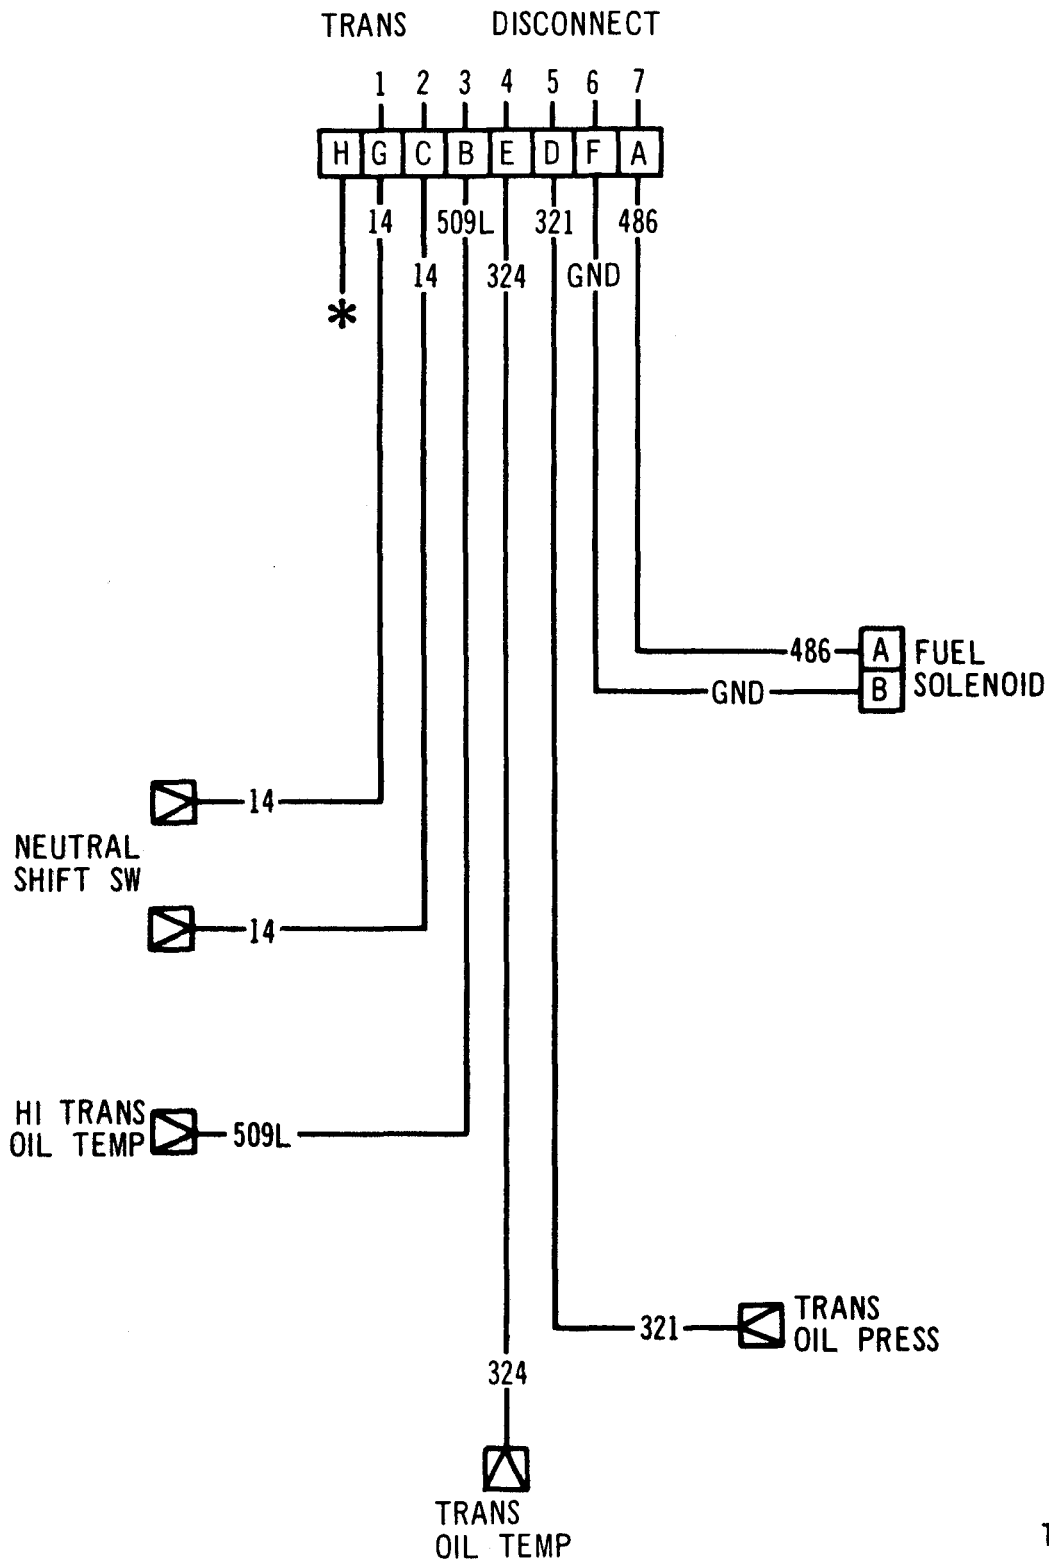 TRANS DISCONNECT
1 2 3 4 5 6 7
H G C B E D F A
14 509L 321 486
14 324 GND
*
486 A FUEL
GND B SOLENOID
14
NEUTRAL
SHIFT SW
14
HI TRANS
OIL TEMP 509L
321 TRANS
OIL PRESS
324
TRANS
OIL TEMP